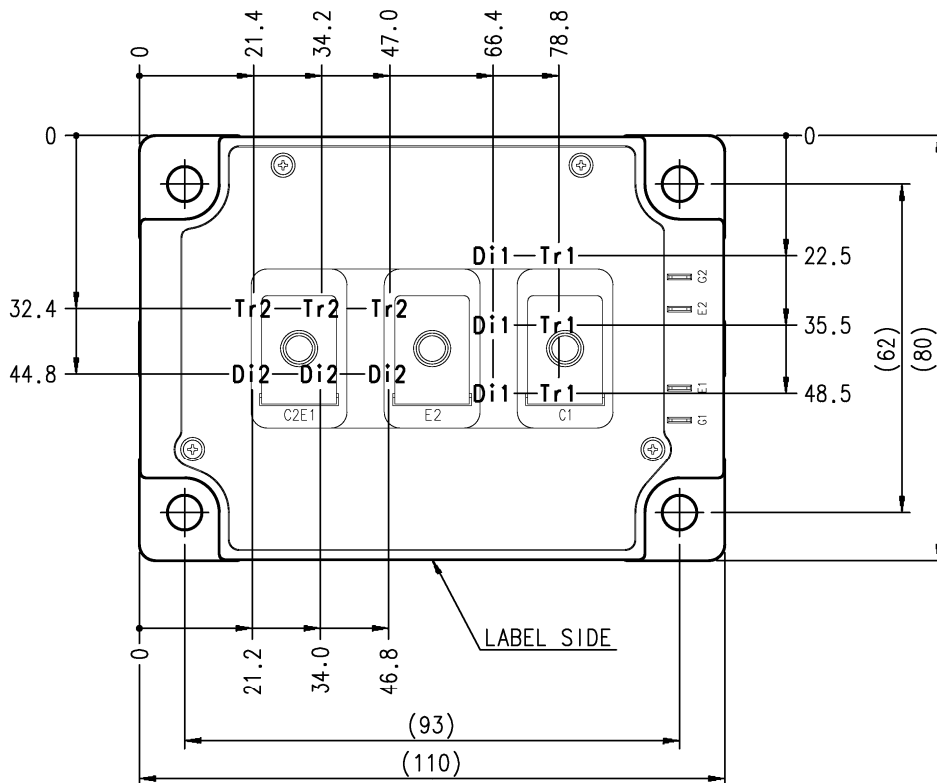 0
21.4
34.2
47.0
66.4
78.8
0
0
Di1
Tr1
22.5
G2
32.4
Tr2
Tr2
Tr2
E2
Di1
Tr1
35.5
(62)
(80)
44.8
Di2
Di2
Di2
E1
Di1
Tr1
48.5
C2E1
E2
C1
G1
LABEL SIDE
0
21.2
34.0
46.8
(93)
(110)